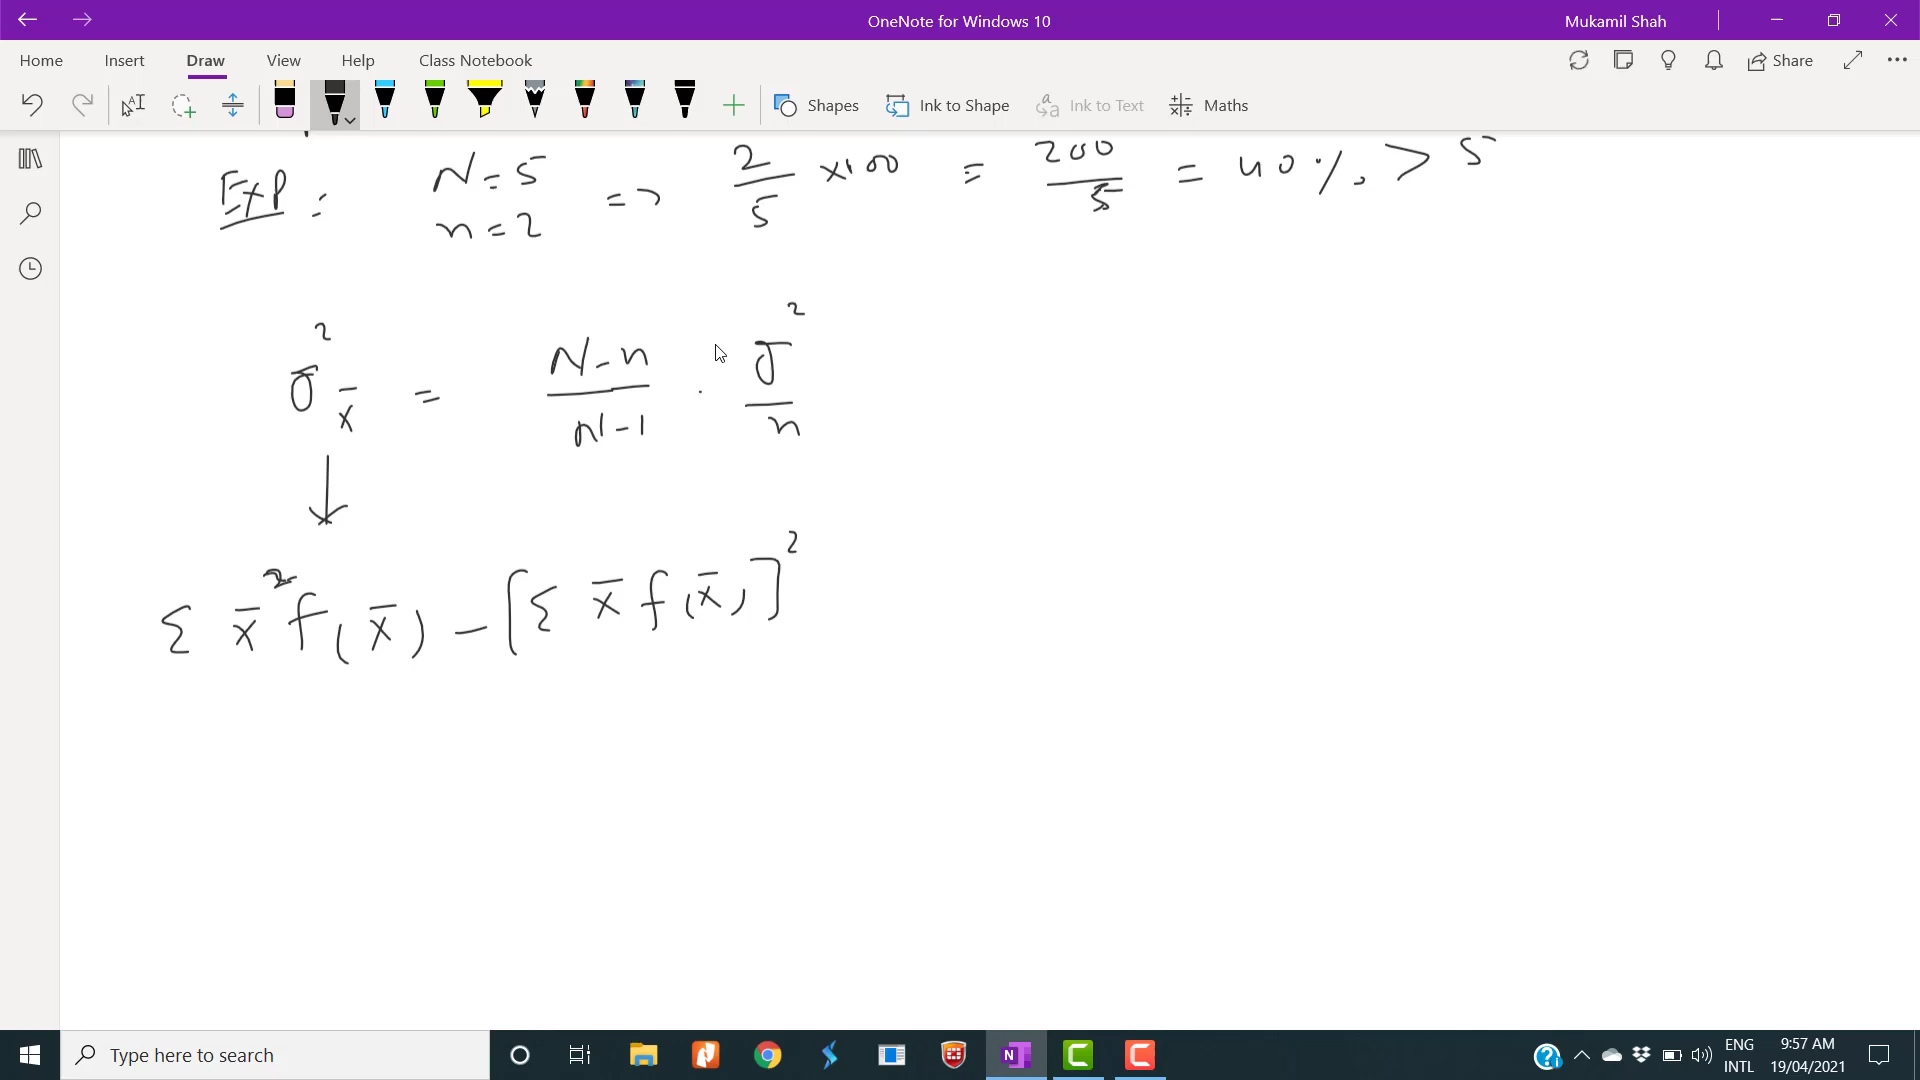 OneNote for Windows 10
Mukamil Shah
Home Insert Draw View Help Class Notebook
Share
Shapes Ink to Shape Ink to Text Maths
Exp: N = 5 => 2/5 x100 = 200/5 = 40%. > 5
n = 2
σ²x̄ = N-n/n-1 · σ²/n
Σ x̄² f(x̄) - [Σ x̄ f(x̄)]²
Type here to search
ENG 9:57 AM
INTL 19/04/2021